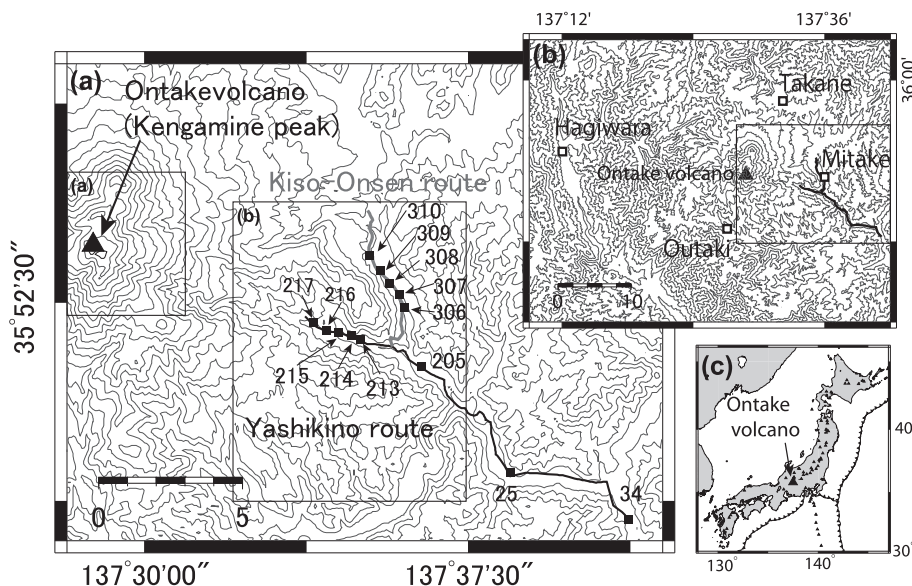 (a)
Ontakevolcano
(Kengamine peak)
(a)
Kiso-Onsen route
(b)
310
309
308
307
306
217
216
215
214
213
205
Yashikino route
25
34
0
5
35°52′30″
137°30′00″
137°37′30″
137°12'
137°36'
36°00'
(b)
Takane
Hagiwara
Mitake
Ontake volcano
Outaki
0
10
(c)
Ontake
volcano
40°
30°
130°
140°